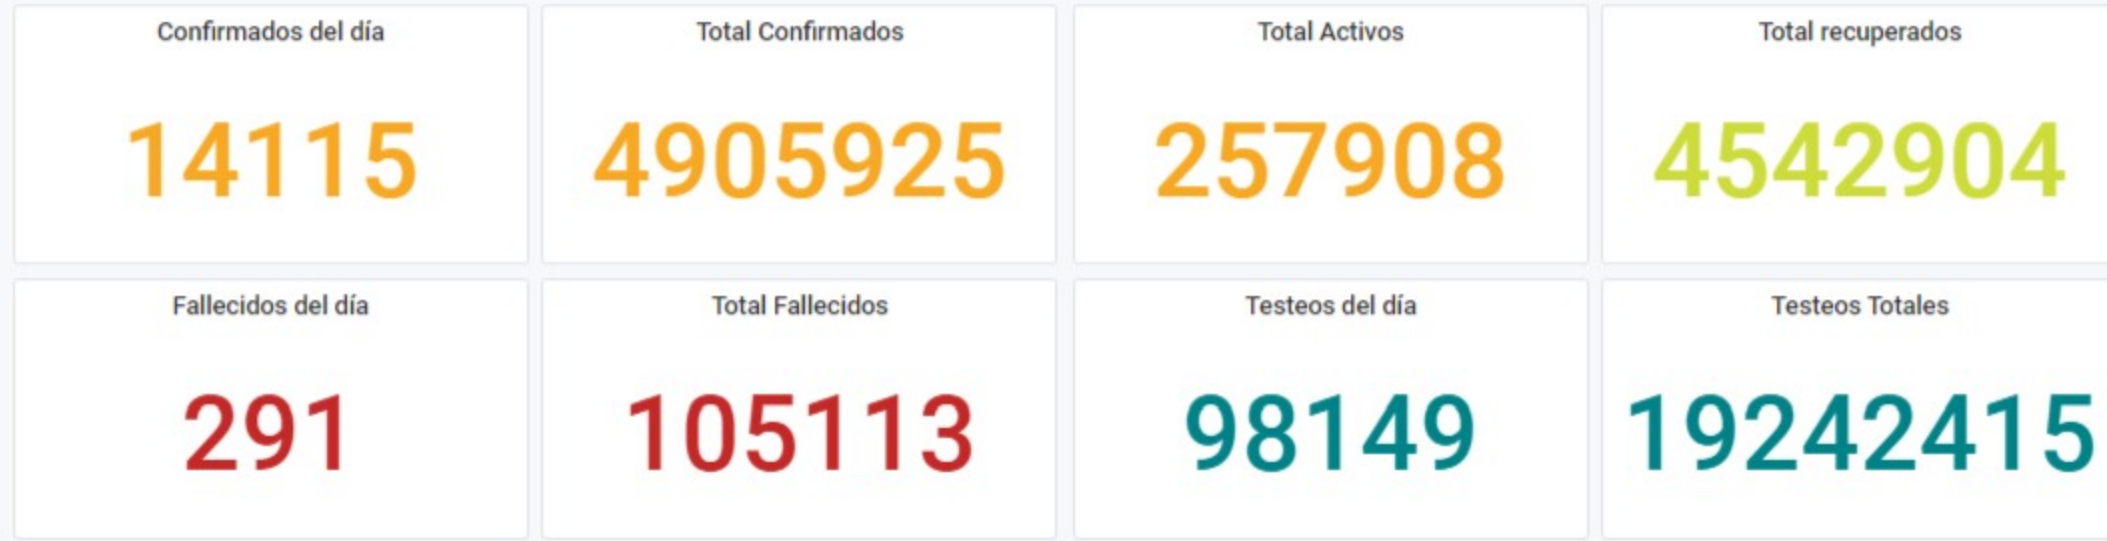 Confirmados del día
14115
Total Confirmados
4905925
Total Activos
257908
Total recuperados
4542904
Fallecidos del día
291
Total Fallecidos
105113
Testeos del día
98149
Testeos Totales
19242415